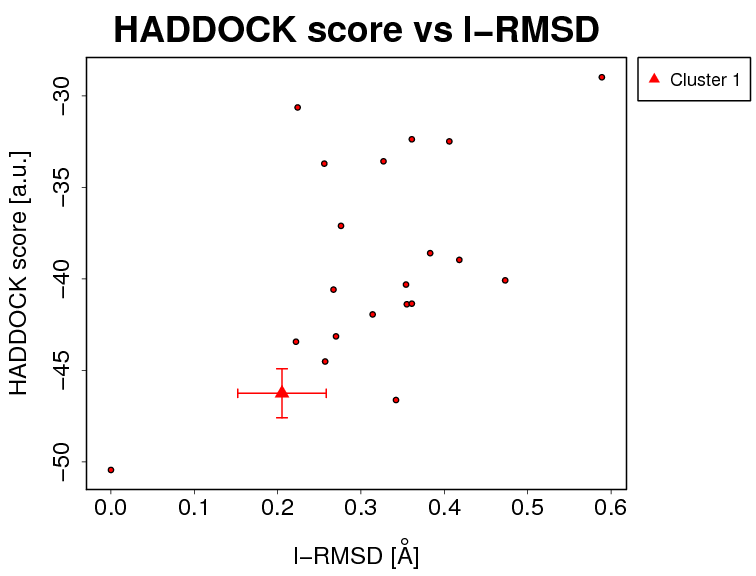 HADDOCK score vs l−RMSD
Cluster 1
HADDOCK score [a.u.]
−30
−35
−40
−45
−50
0.0 0.1 0.2 0.3 0.4 0.5 0.6
l−RMSD [Å]